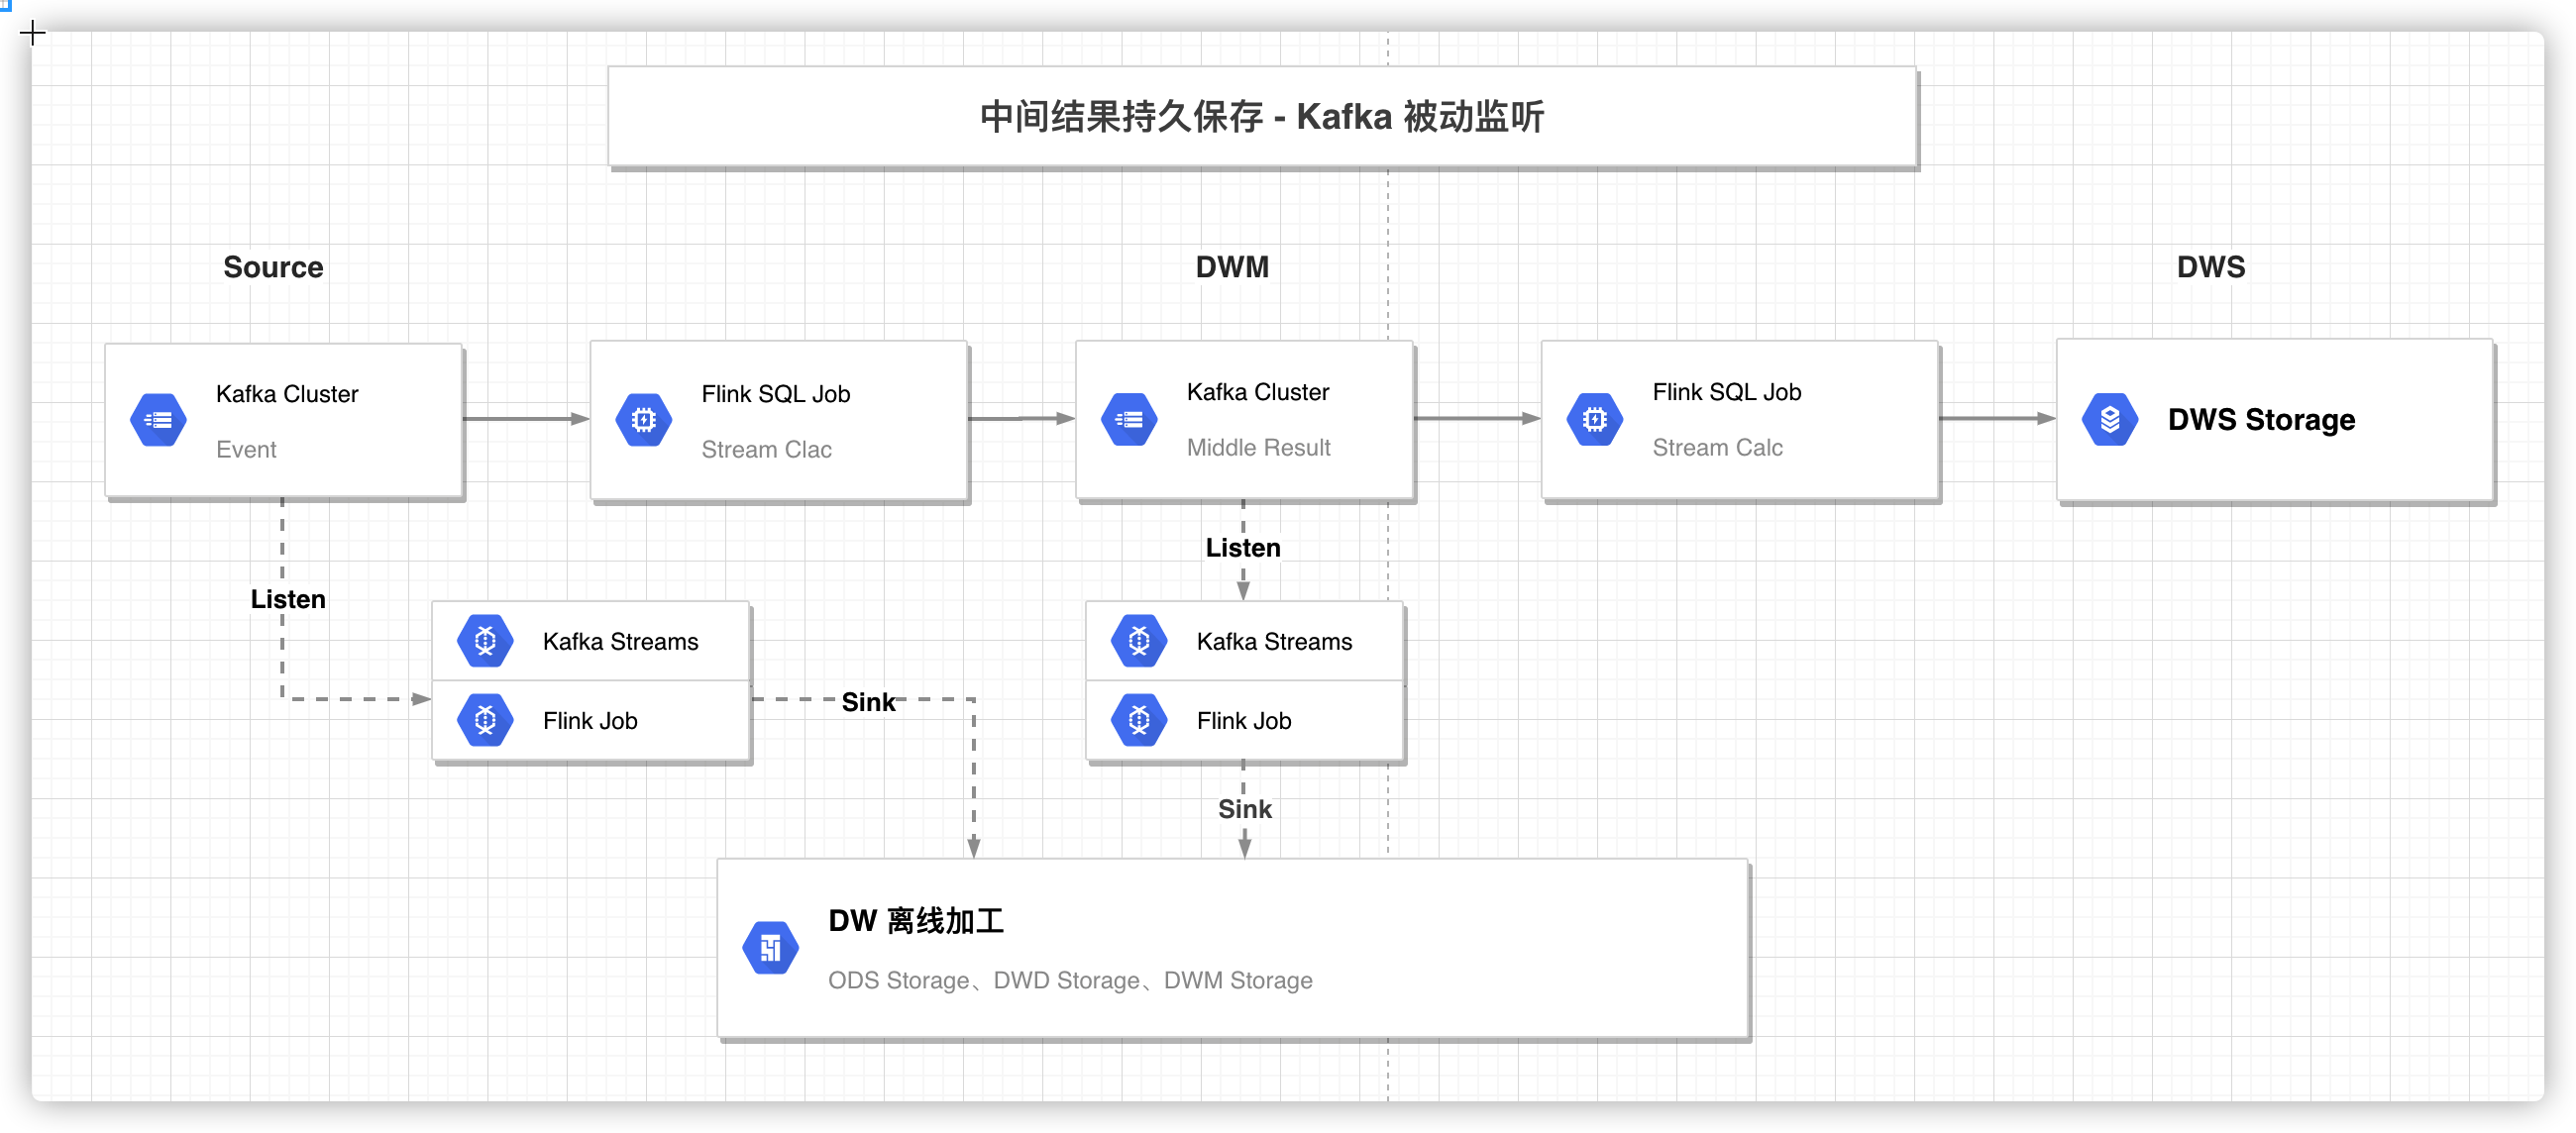 中间结果持久保存 - Kafka 被动监听
Source
DWM
DWS
Kafka Cluster
Event
Flink SQL Job
Stream Clac
Kafka Cluster
Middle Result
Flink SQL Job
Stream Calc
DWS Storage
Listen
Listen
Kafka Streams
Flink Job
Sink
Kafka Streams
Flink Job
Sink
DW 离线加工
ODS Storage、DWD Storage、DWM Storage